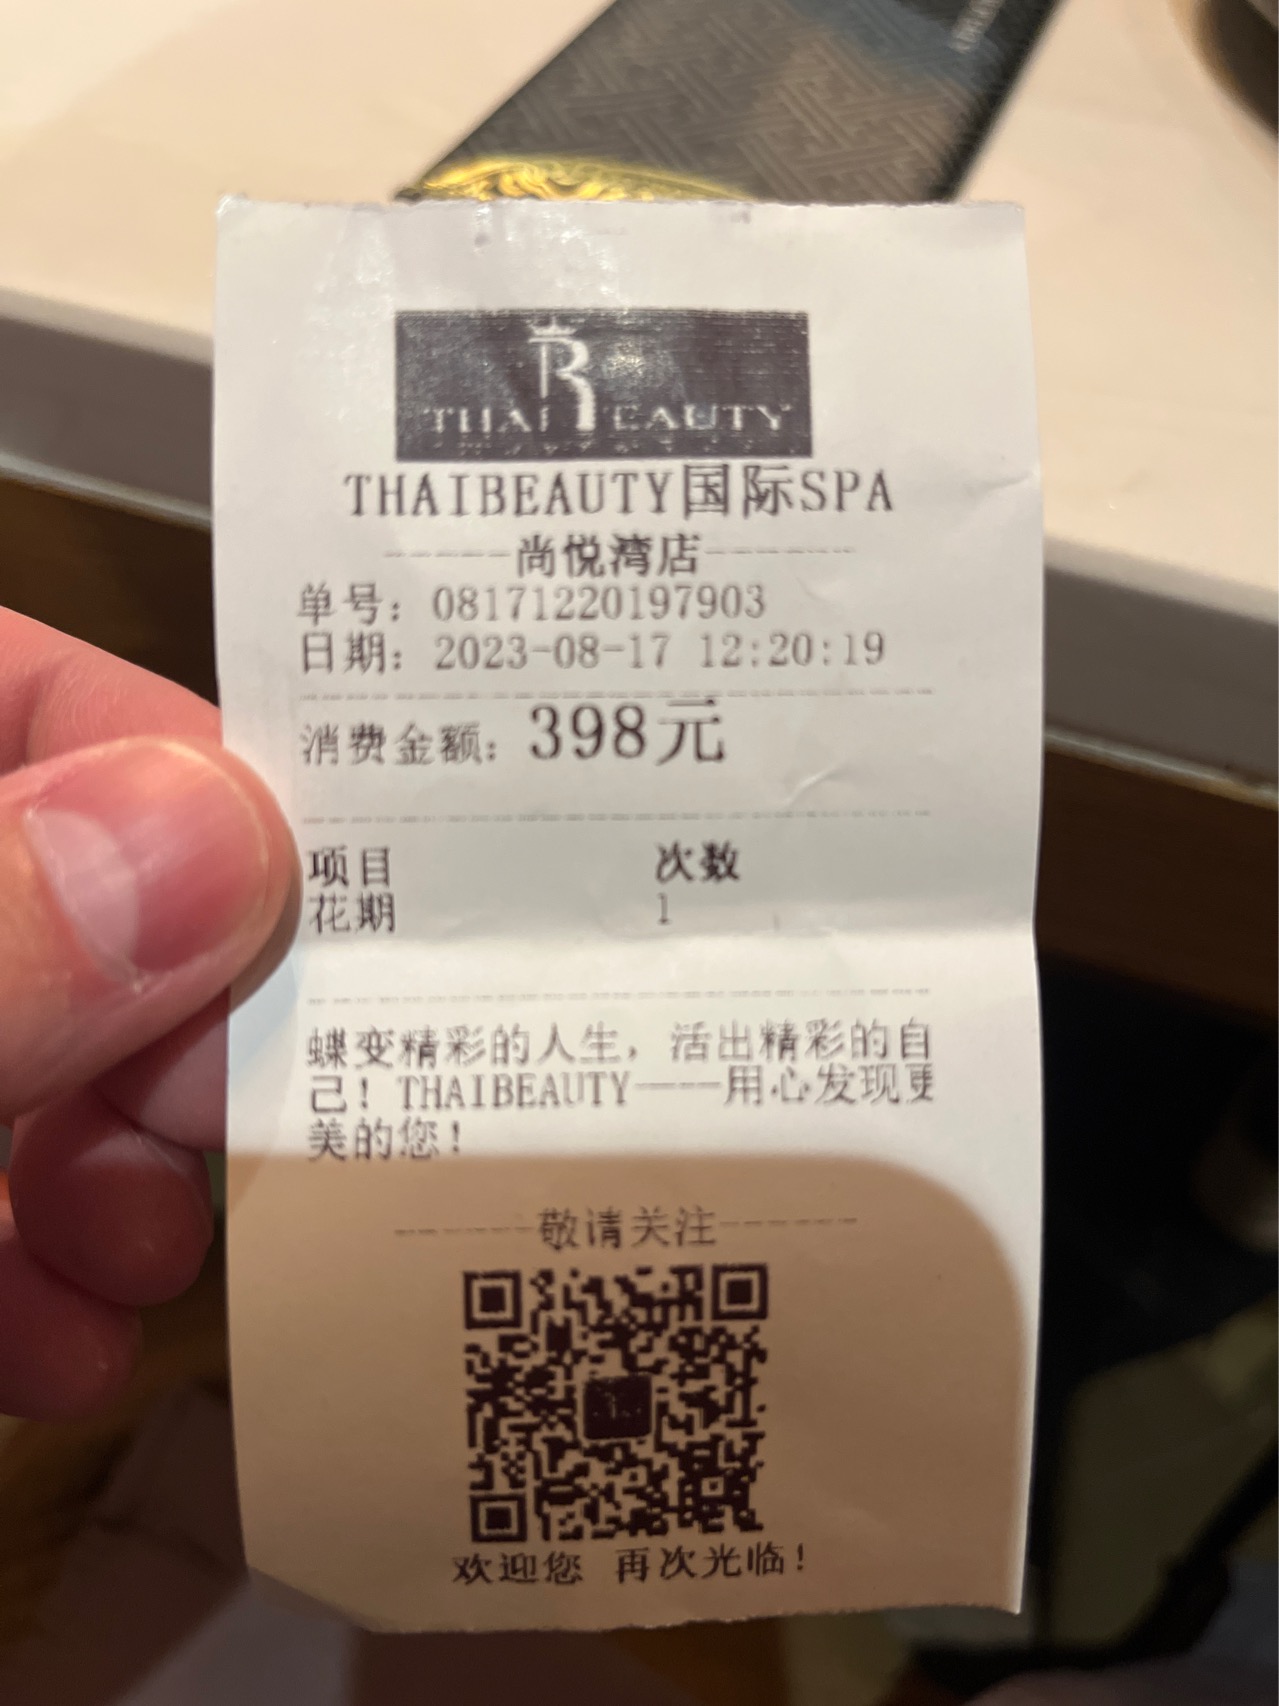 THAI BEAUTY
THAIBEAUTY国际SPA
尚悦湾店
单号: 08171220197903
日期: 2023-08-17 12:20:19
消费金额: 398元
项目 次数
花期 1
蝶变精彩的人生，活出精彩的自
己！THAIBEAUTY——用心发现更
美的您！
敬请关注
欢迎您 再次光临！